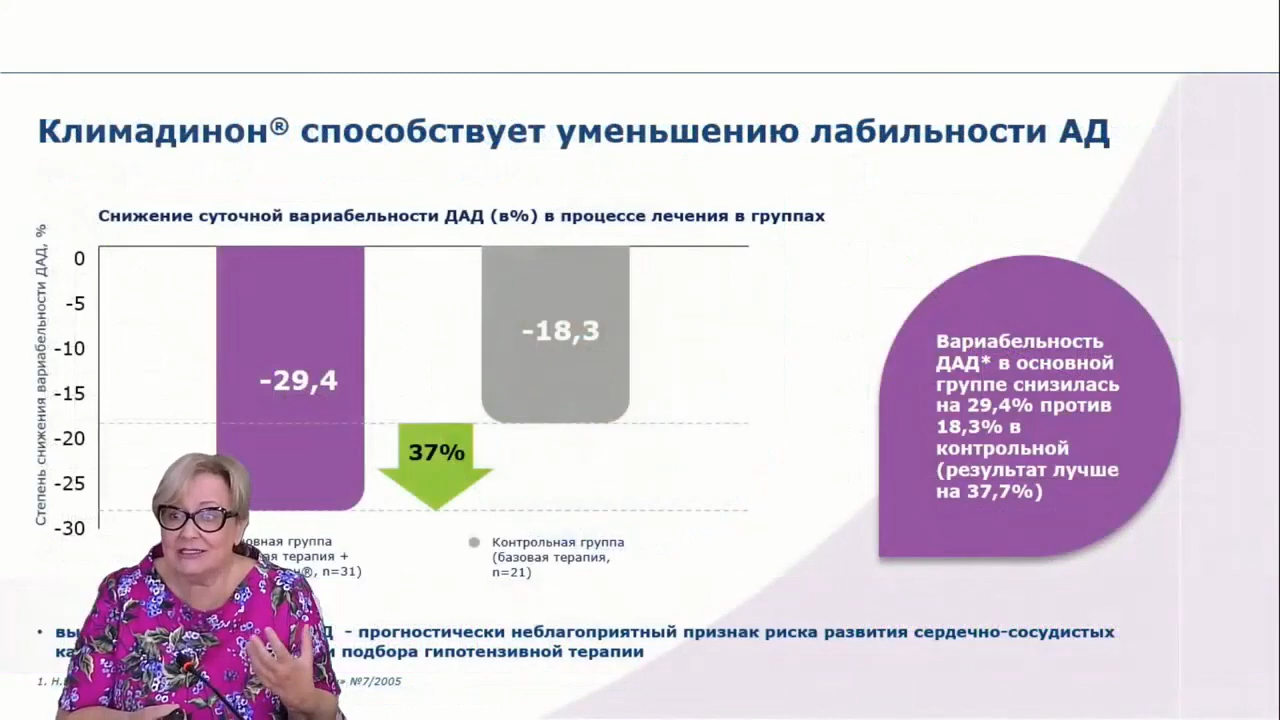 Климадинон® способствует уменьшению лабильности АД
Снижение суточной вариабельности ДАД (в%) в процессе лечения в группах
Степень снижения вариабельности ДАД, %
0
-5
-10
-15
-20
-25
-30
-29,4
-18,3
37%
группа
терапия +
n=31)
Контрольная группа
(базовая терапия,
n=21)
Вариабельность
ДАД* в основной
группе снизилась
на 29,4% против
18,3% в
контрольной
(результат лучше
на 37,7%)
• - прогностически неблагоприятный признак риска развития сердечно-сосудистых
и подбора гипотензивной терапии
1. №7/2005